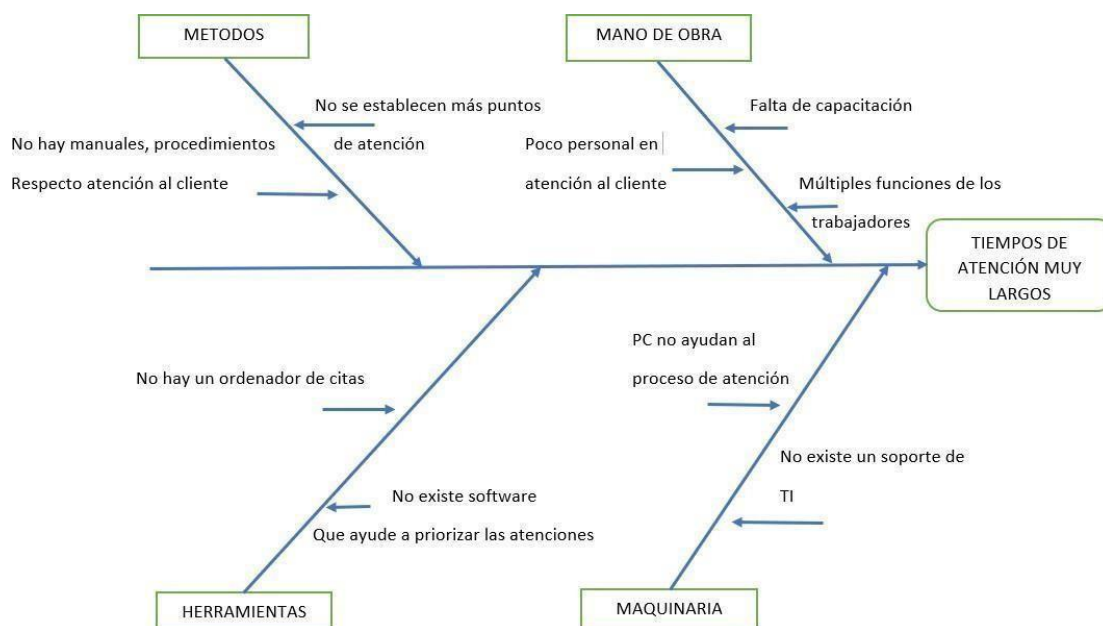 METODOS
MANO DE OBRA
No se establecen más puntos
de atención
No hay manuales, procedimientos
Respecto atención al cliente
Falta de capacitación
Poco personal en
atención al cliente
Múltiples funciones de los
trabajadores
TIEMPOS DE
ATENCIÓN MUY
LARGOS
No hay un ordenador de citas
PC no ayudan al
proceso de atención
No existe software
Que ayude a priorizar las atenciones
No existe un soporte de
TI
HERRAMIENTAS
MAQUINARIA